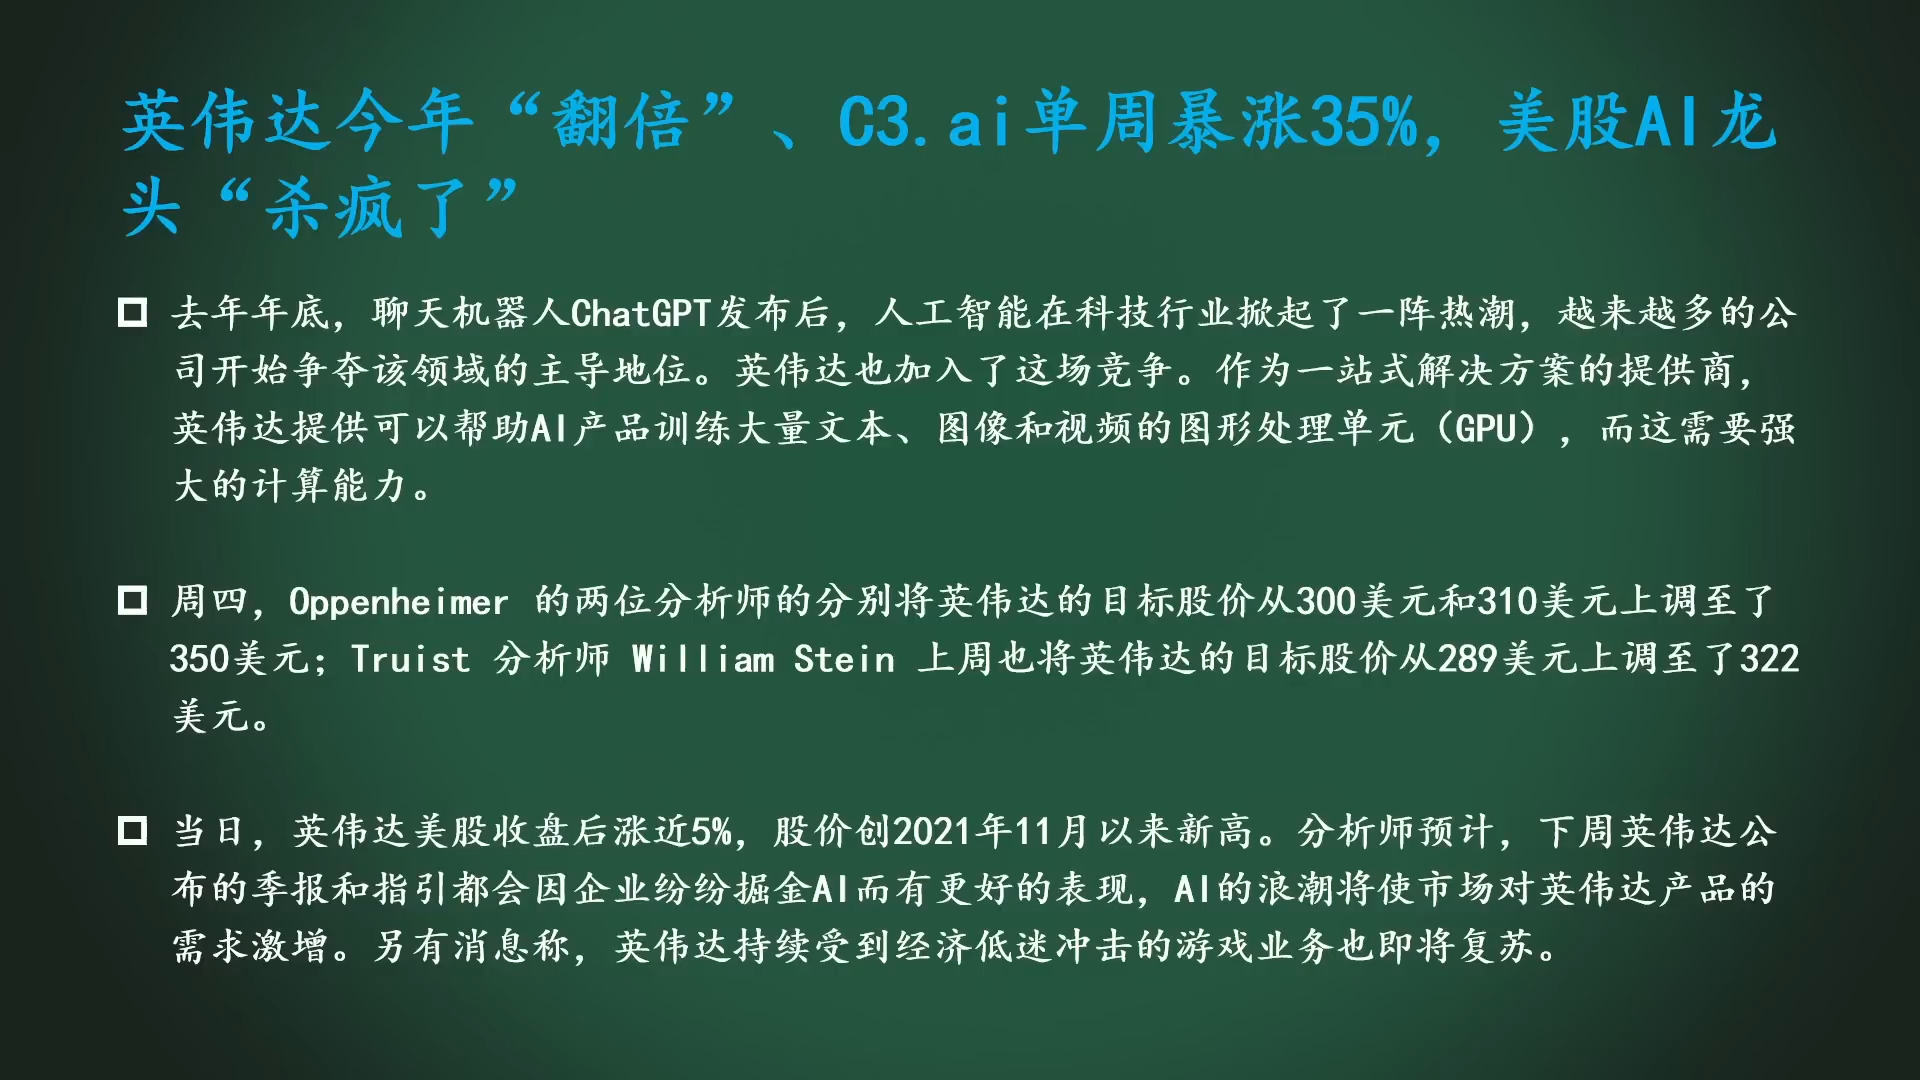 英伟达今年“翻倍”、C3.ai单周暴涨35%，美股AI龙
头“杀疯了”
去年年底，聊天机器人ChatGPT发布后，人工智能在科技行业掀起了一阵热潮，越来越多的公
司开始争夺该领域的主导地位。英伟达也加入了这场竞争。作为一站式解决方案的提供商，
英伟达提供可以帮助AI产品训练大量文本、图像和视频的图形处理单元（GPU），而这需要强
大的计算能力。
周四，Oppenheimer 的两位分析师的分别将英伟达的目标股价从300美元和310美元上调至了
350美元；Truist 分析师 William Stein 上周也将英伟达的目标股价从289美元上调至了322
美元。
当日，英伟达美股收盘后涨近5%，股价创2021年11月以来新高。分析师预计，下周英伟达公
布的季报和指引都会因企业纷纷掘金AI而有更好的表现，AI的浪潮将使市场对英伟达产品的
需求激增。另有消息称，英伟达持续受到经济低迷冲击的游戏业务也即将复苏。